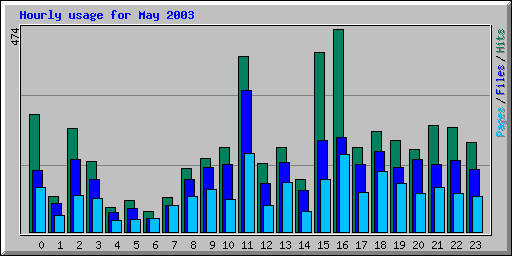 Hourly usage for May 2003
474
Pages / Files / Hits
0 1 2 3 4 5 6 7 8 9 10 11 12 13 14 15 16 17 18 19 20 21 22 23